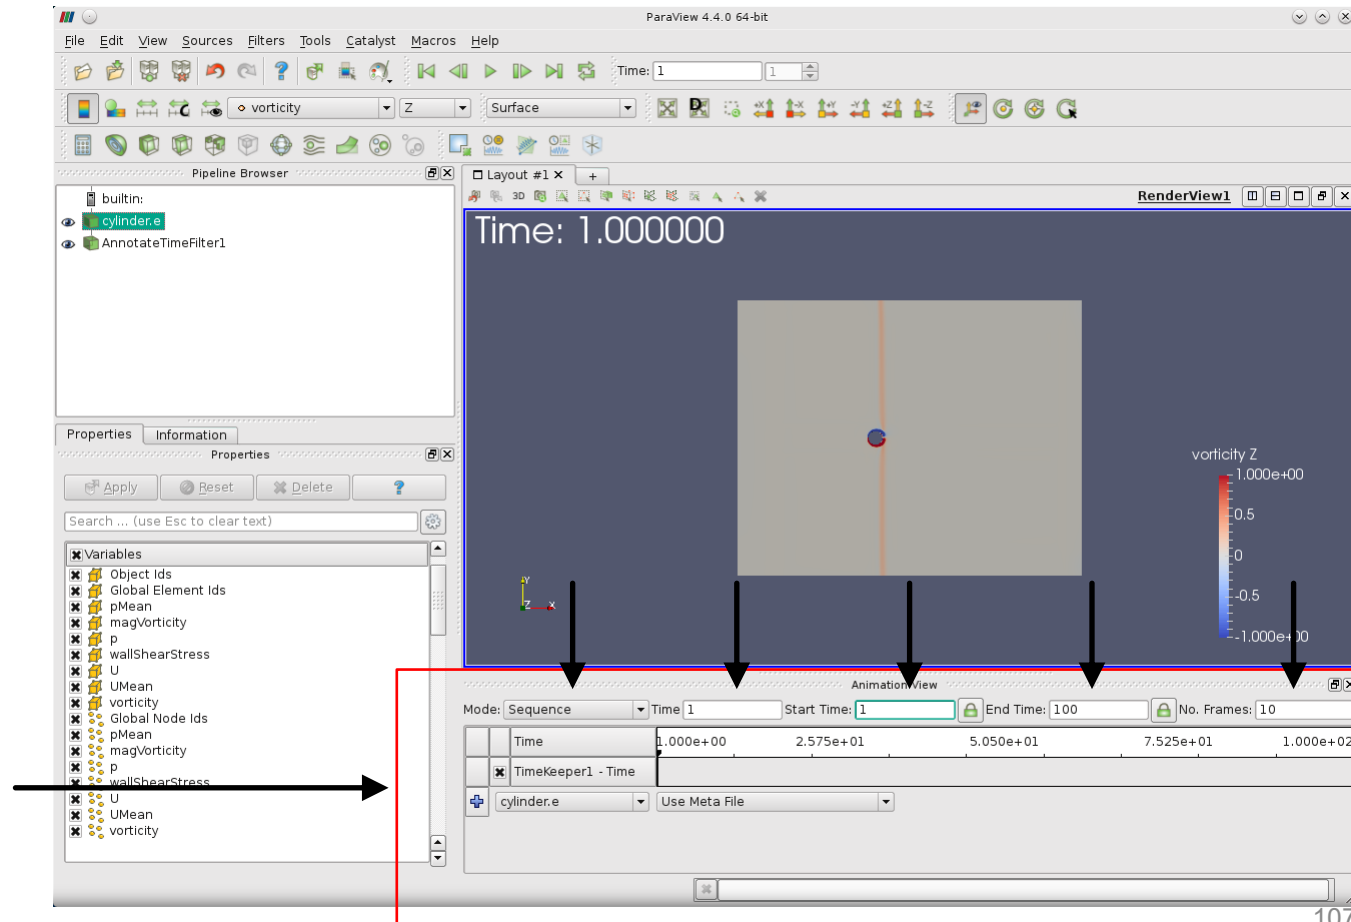 ParaView 4.4.0 64-bit
File Edit View Sources Filters Tools Catalyst Macros Help
Time: 1 1
vorticity Z Surface
Pipeline Browser
Layout #1 +
builtin:
3D RenderView1
cylinder.e
AnnotateTimeFilter1
Time: 1.000000
Properties Information
Properties
Apply Reset Delete ?
Search ... (use Esc to clear text)
Variables
Object Ids
Global Element Ids
pMean
magVorticity
p
wallShearStress
U
UMean
vorticity
Global Node Ids
pMean
magVorticity
p
wallShearStress
U
UMean
vorticity
vorticity Z
1.000e+00
0.5
0
-0.5
-1.000e+00
Y
Z X
Animation View
Mode: Sequence Time 1 Start Time: 1 End Time: 100 No. Frames: 10
Time 1.000e+00 2.575e+01 5.050e+01 7.525e+01 1.000e+02
TimeKeeper1 - Time
cylinder.e Use Meta File
107